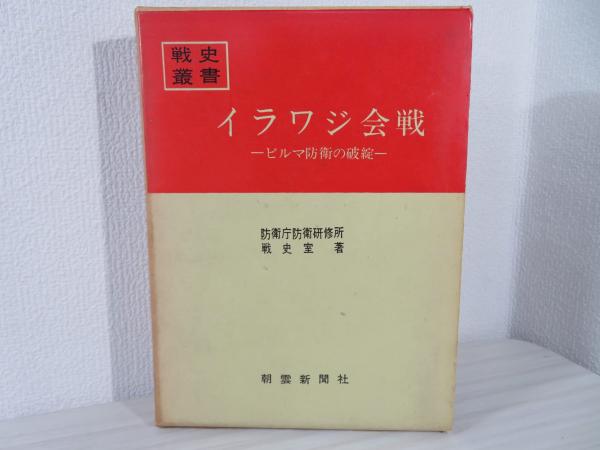 戦史
叢書
イラワジ会戦
―ビルマ防衛の破綻―
防衛庁防衛研修所
戦史室 著
朝雲新聞社